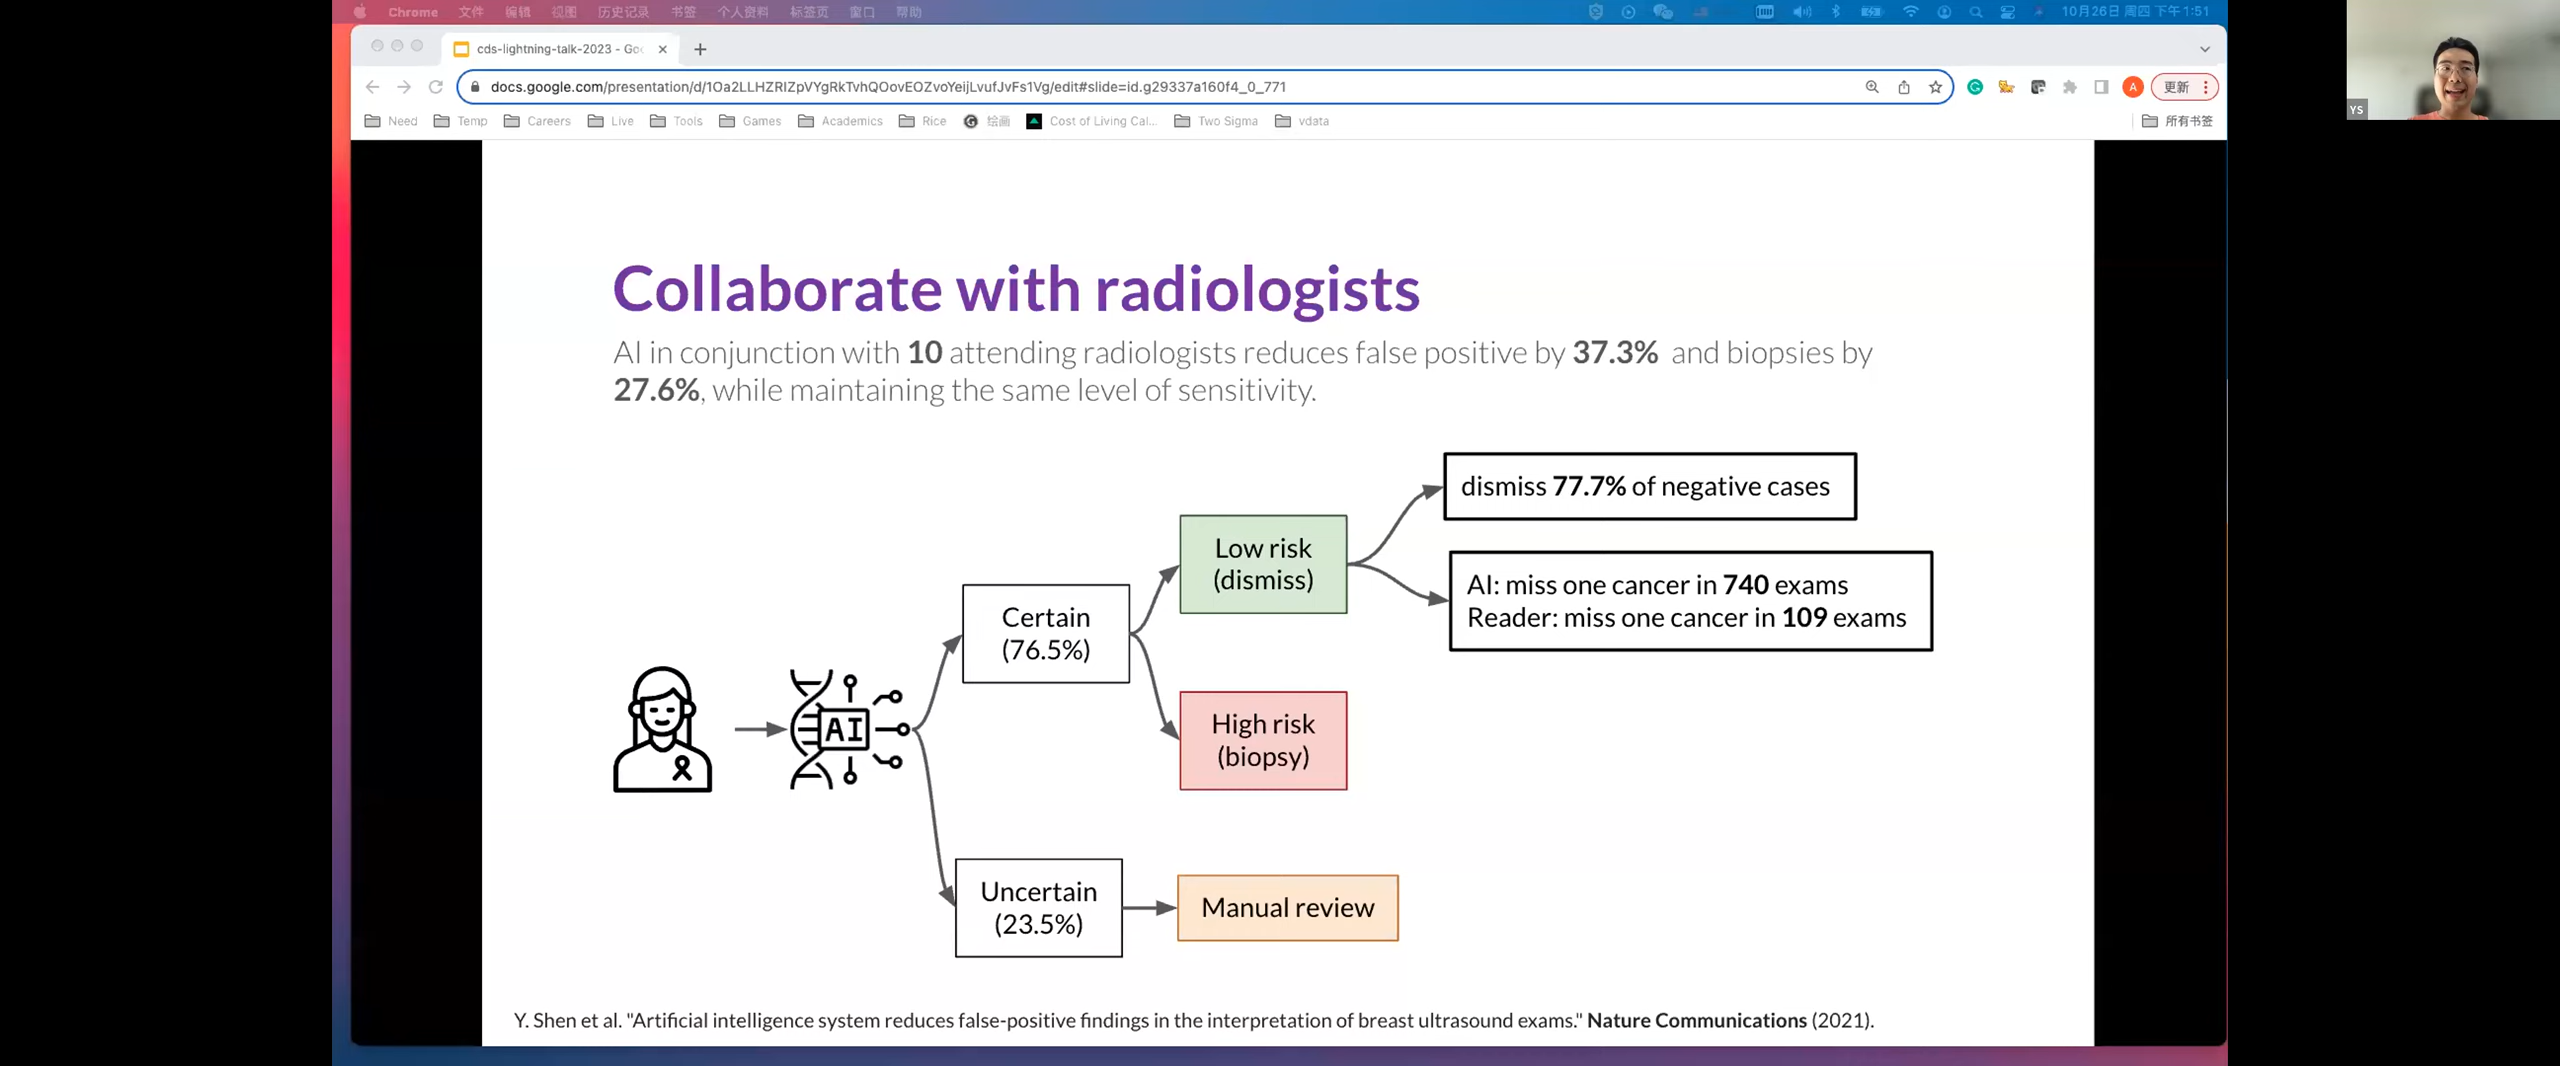 Chrome 文件 编辑 视图 历史记录 书签 个人资料 标签页 窗口 帮助 10月26日 周四 下午1:51
cds-lightning-talk-2023 - Goo
docs.google.com/presentation/d/1Oa2LLHZRIZpVYgRkTvhQOovEOZvoYeijLvufJvFs1Vg/edit#slide=id.g29337a160f4_0_771 A 更新
Need Temp Careers Live Tools Games Academics Rice 绘画 Cost of Living Cal... Two Sigma vdata 所有书签
YS
Collaborate with radiologists
AI in conjunction with 10 attending radiologists reduces false positive by 37.3% and biopsies by
27.6%, while maintaining the same level of sensitivity.
dismiss 77.7% of negative cases
Low risk
(dismiss)
AI: miss one cancer in 740 exams
Reader: miss one cancer in 109 exams
Certain
(76.5%)
AI
High risk
(biopsy)
Uncertain
(23.5%)
Manual review
Y. Shen et al. "Artificial intelligence system reduces false-positive findings in the interpretation of breast ultrasound exams." Nature Communications (2021).